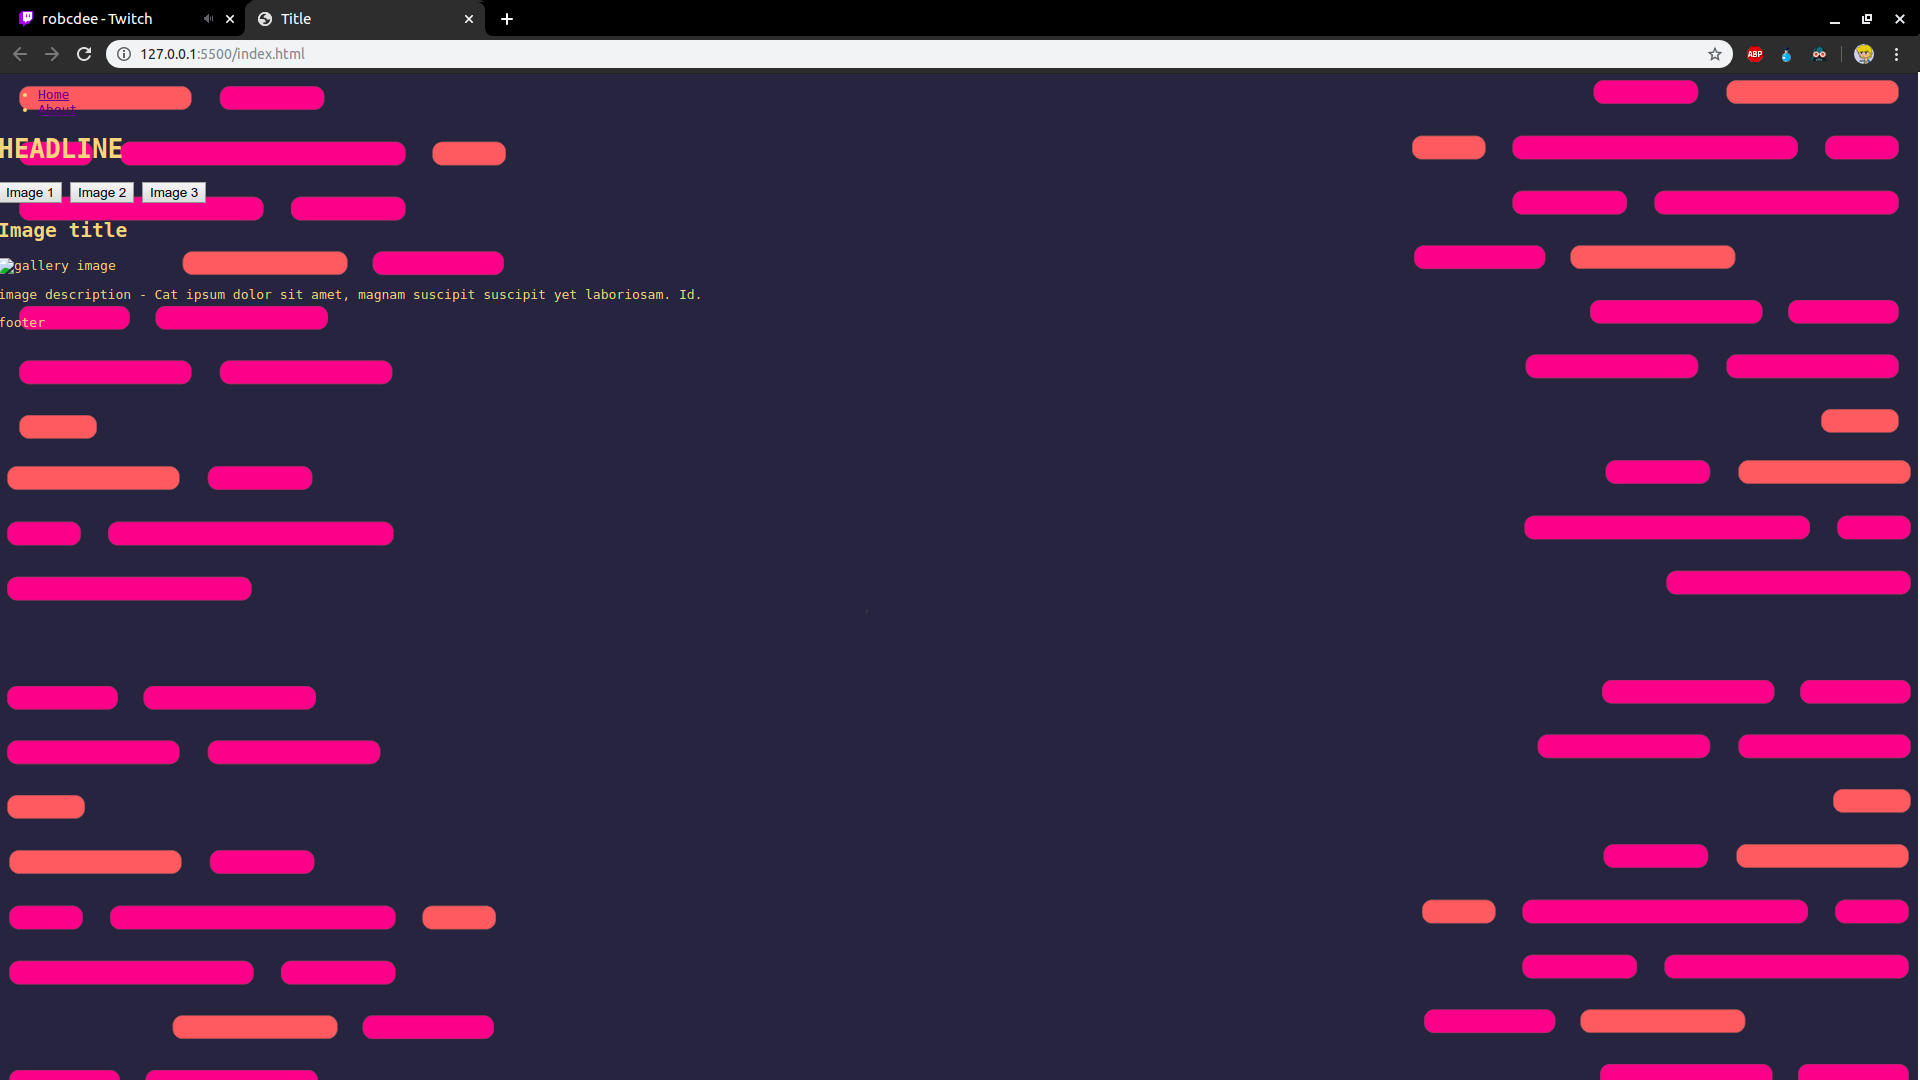 robcdee - Twitch
Title
127.0.0.1:5500/index.html
ABP
Home
About
HEADLINE
Image 1 Image 2 Image 3
Image title
gallery image
image description - Cat ipsum dolor sit amet, magnam suscipit suscipit yet laboriosam. Id.
footer